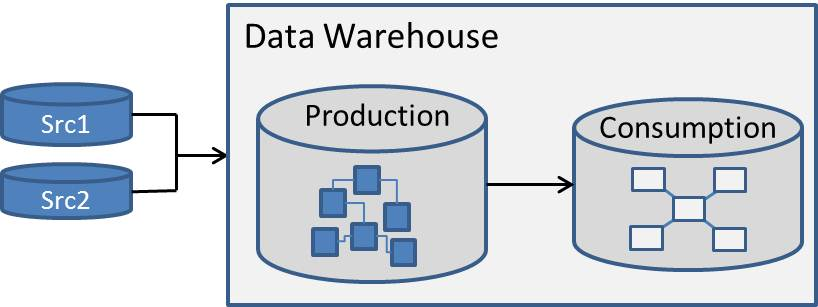 Data Warehouse
Src1
Src2
Production
Consumption